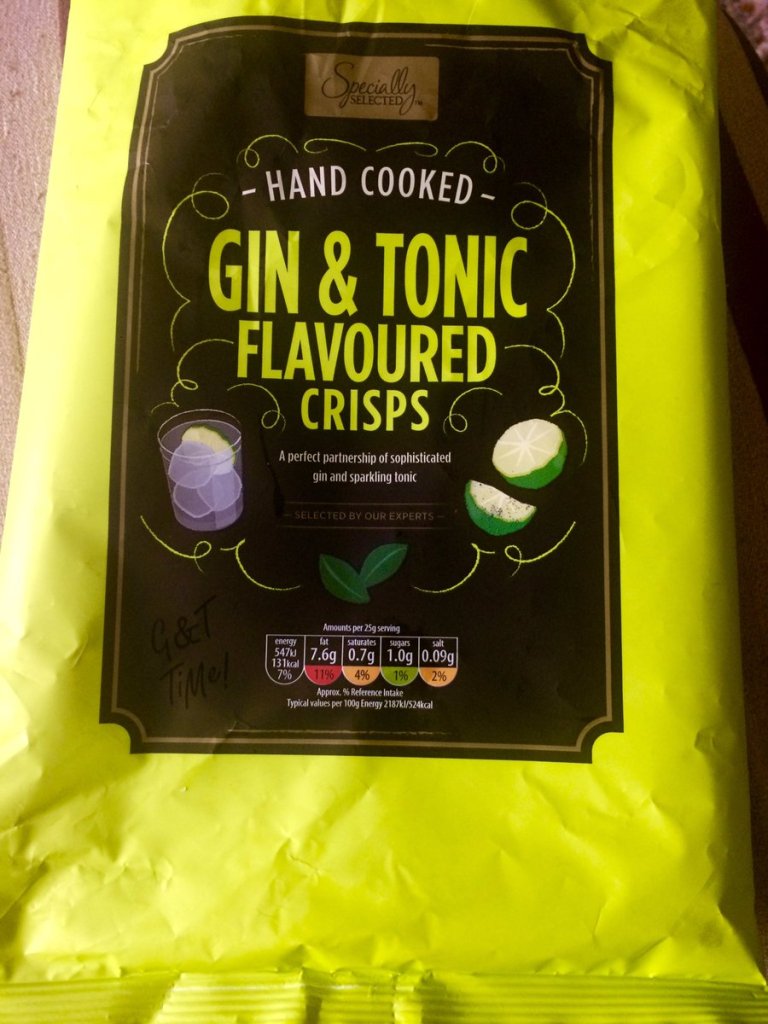 Specially
SELECTED™
- HAND COOKED -
GIN & TONIC
FLAVOURED
CRISPS
A perfect partnership of sophisticated
gin and sparkling tonic
— SELECTED BY OUR EXPERTS —
G&T
TiMe!
Amounts per 25g serving
energy 547kJ 131kcal 7%
fat 7.6g 11%
saturates 0.7g 4%
sugars 1.0g 1%
salt 0.09g 2%
Approx. % Reference Intake
Typical values per 100g Energy 2187kJ/524kcal